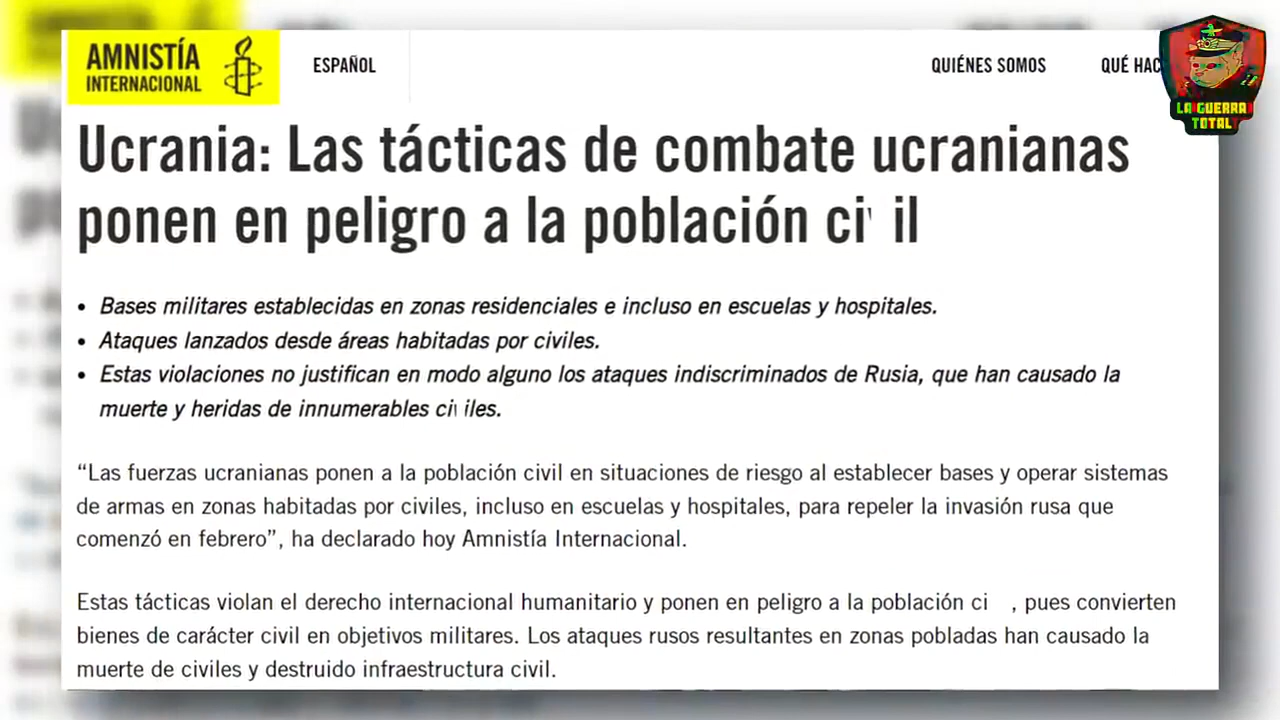 AMNISTÍA
INTERNACIONAL
ESPAÑOL
QUIÉNES SOMOS
QUÉ HAC
LA GUERRA
TOTAL
Ucrania: Las tácticas de combate ucranianas
ponen en peligro a la población ci il
• Bases militares establecidas en zonas residenciales e incluso en escuelas y hospitales.
• Ataques lanzados desde áreas habitadas por civiles.
• Estas violaciones no justifican en modo alguno los ataques indiscriminados de Rusia, que han causado la
muerte y heridas de innumerables ci iles.
“Las fuerzas ucranianas ponen a la población civil en situaciones de riesgo al establecer bases y operar sistemas
de armas en zonas habitadas por civiles, incluso en escuelas y hospitales, para repeler la invasión rusa que
comenzó en febrero”, ha declarado hoy Amnistía Internacional.
Estas tácticas violan el derecho internacional humanitario y ponen en peligro a la población ci , pues convierten
bienes de carácter civil en objetivos militares. Los ataques rusos resultantes en zonas pobladas han causado la
muerte de civiles y destruido infraestructura civil.